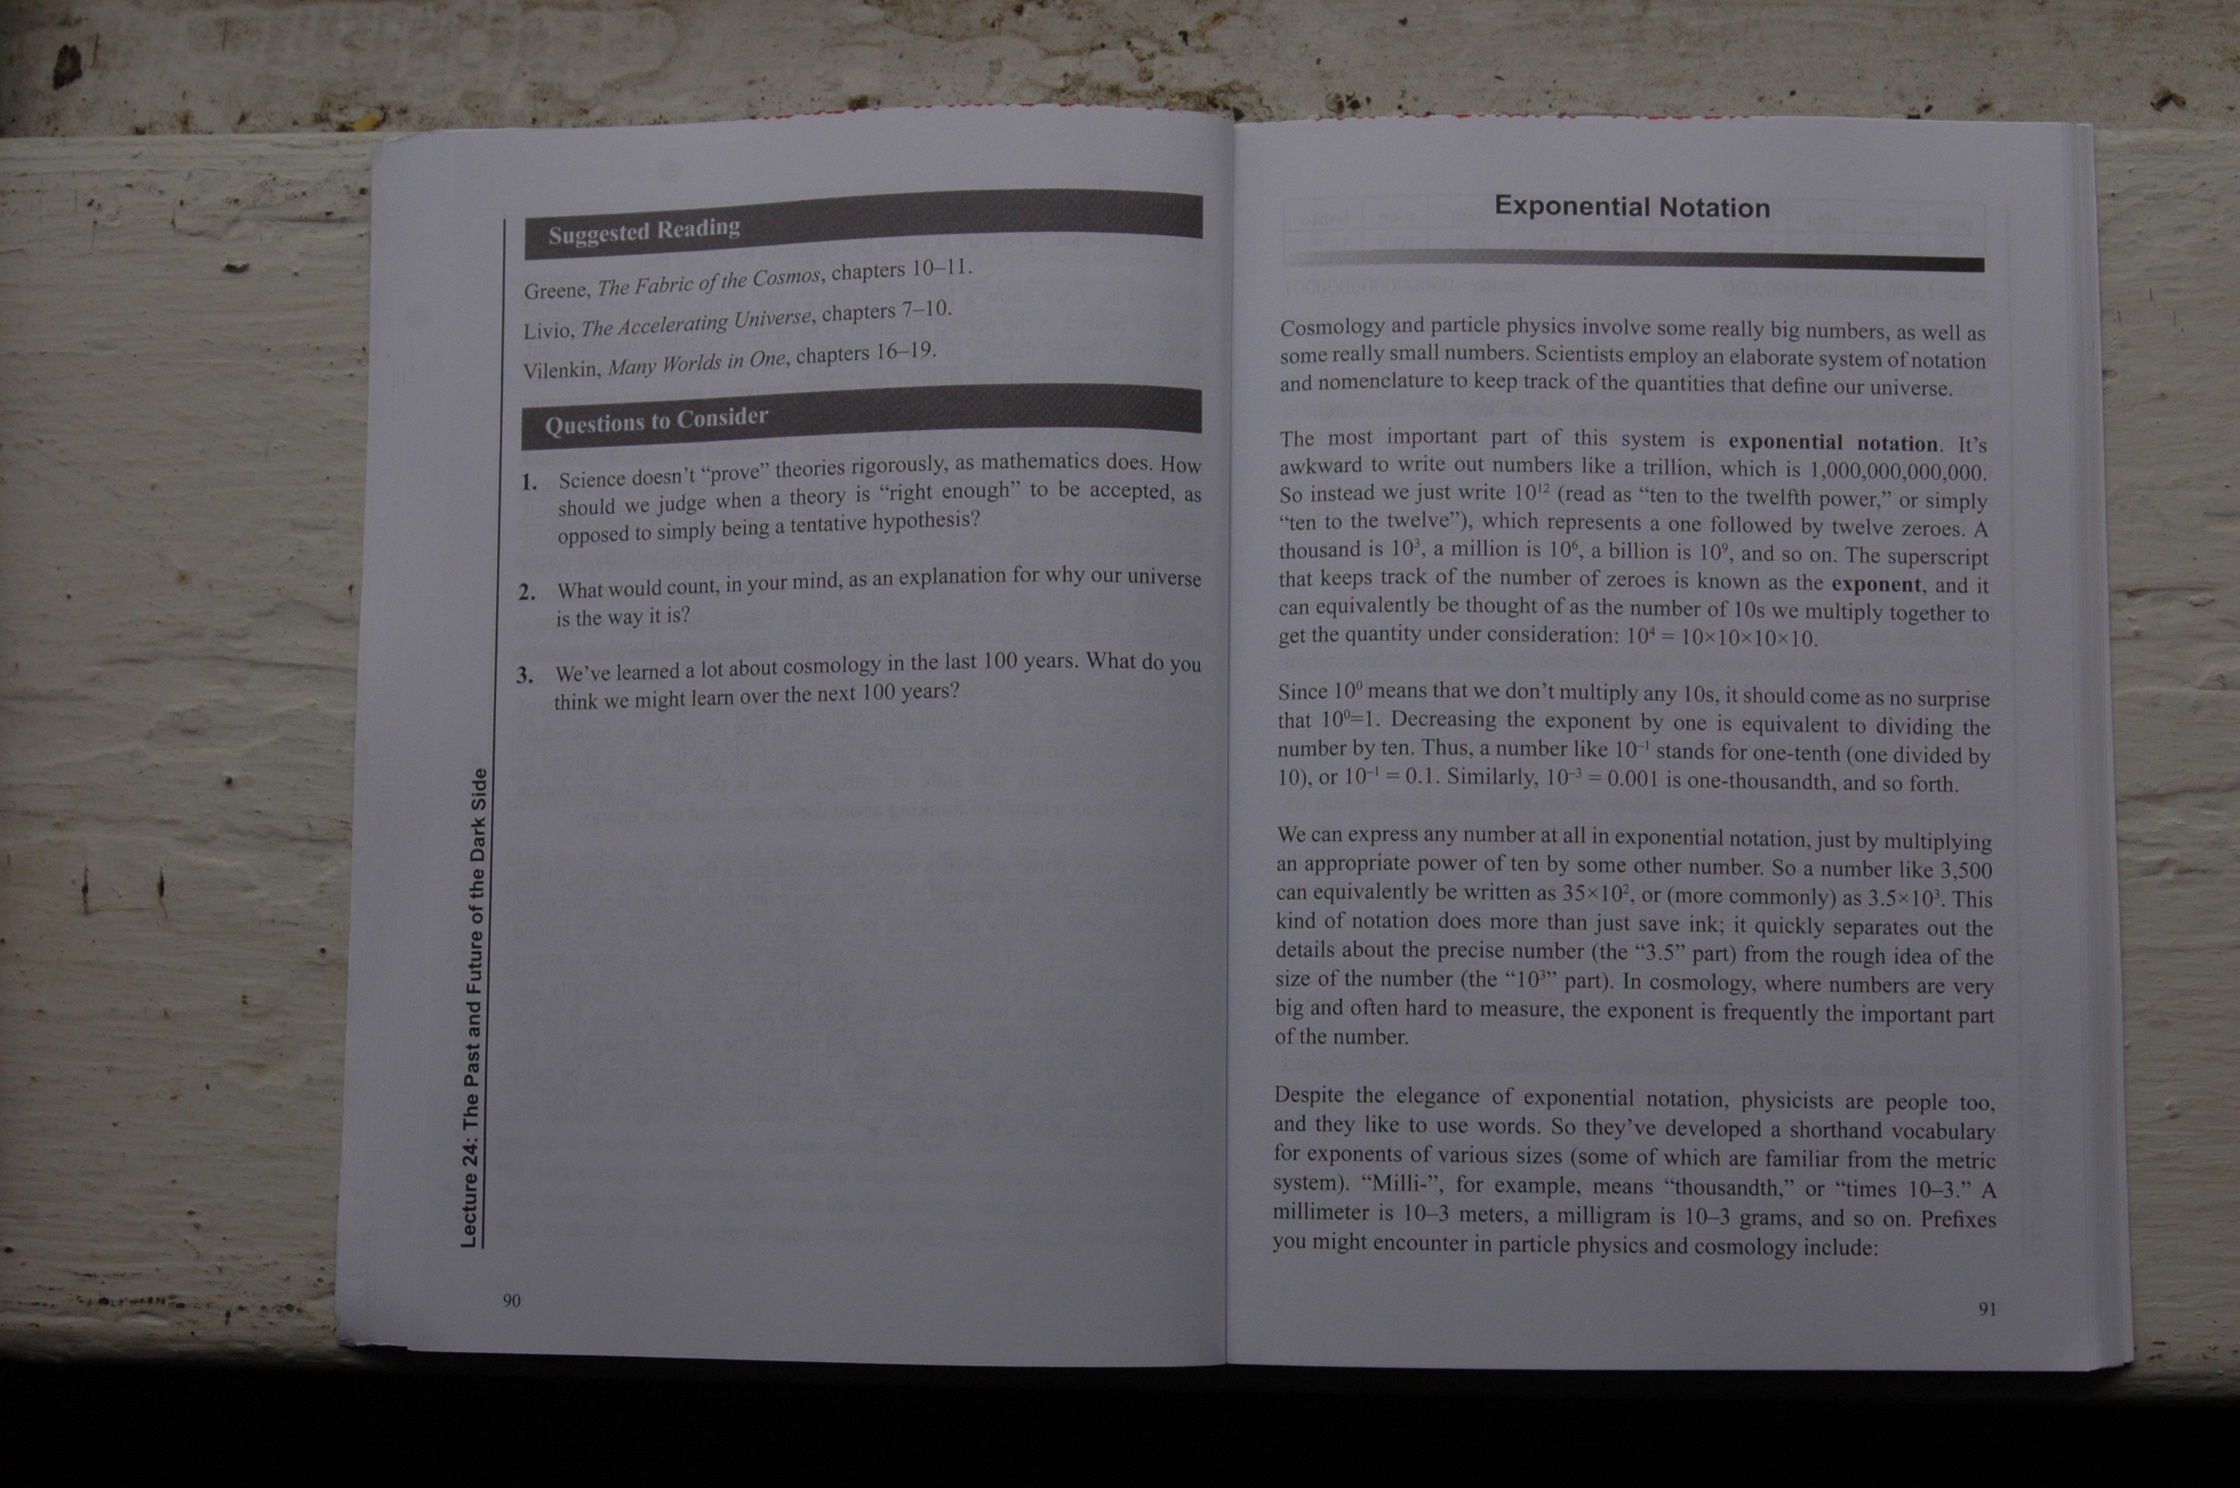 Suggested Reading
Greene, The Fabric of the Cosmos, chapters 10–11.
Livio, The Accelerating Universe, chapters 7–10.
Vilenkin, Many Worlds in One, chapters 16–19.
Questions to Consider
1. Science doesn’t “prove” theories rigorously, as mathematics does. How
should we judge when a theory is “right enough” to be accepted, as
opposed to simply being a tentative hypothesis?
2. What would count, in your mind, as an explanation for why our universe
is the way it is?
3. We’ve learned a lot about cosmology in the last 100 years. What do you
think we might learn over the next 100 years?
Lecture 24: The Past and Future of the Dark Side
90
Exponential Notation
Cosmology and particle physics involve some really big numbers, as well as
some really small numbers. Scientists employ an elaborate system of notation
and nomenclature to keep track of the quantities that define our universe.
The most important part of this system is exponential notation. It’s
awkward to write out numbers like a trillion, which is 1,000,000,000,000.
So instead we just write 10¹² (read as “ten to the twelfth power,” or simply
“ten to the twelve”), which represents a one followed by twelve zeroes. A
thousand is 10³, a million is 10⁶, a billion is 10⁹, and so on. The superscript
that keeps track of the number of zeroes is known as the exponent, and it
can equivalently be thought of as the number of 10s we multiply together to
get the quantity under consideration: 10⁴ = 10×10×10×10.
Since 10⁰ means that we don’t multiply any 10s, it should come as no surprise
that 10⁰=1. Decreasing the exponent by one is equivalent to dividing the
number by ten. Thus, a number like 10⁻¹ stands for one-tenth (one divided by
10), or 10⁻¹ = 0.1. Similarly, 10⁻³ = 0.001 is one-thousandth, and so forth.
We can express any number at all in exponential notation, just by multiplying
an appropriate power of ten by some other number. So a number like 3,500
can equivalently be written as 35×10², or (more commonly) as 3.5×10³. This
kind of notation does more than just save ink; it quickly separates out the
details about the precise number (the “3.5” part) from the rough idea of the
size of the number (the “10³” part). In cosmology, where numbers are very
big and often hard to measure, the exponent is frequently the important part
of the number.
Despite the elegance of exponential notation, physicists are people too,
and they like to use words. So they’ve developed a shorthand vocabulary
for exponents of various sizes (some of which are familiar from the metric
system). “Milli-”, for example, means “thousandth,” or “times 10–3.” A
millimeter is 10–3 meters, a milligram is 10–3 grams, and so on. Prefixes
you might encounter in particle physics and cosmology include:
91